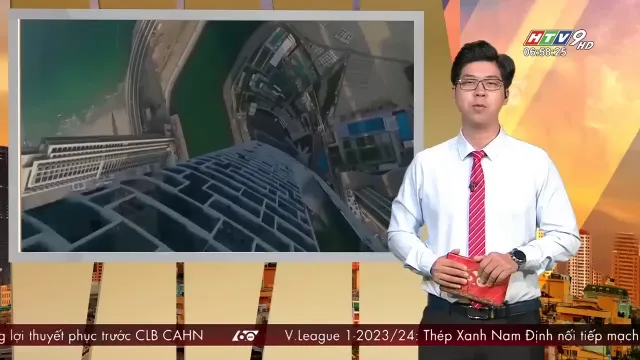 HTV9 HD
06:58:25
g lợi thuyết phục trước CLB CAHN
V.League 1-2023/24: Thép Xanh Nam Định nối tiếp mạch